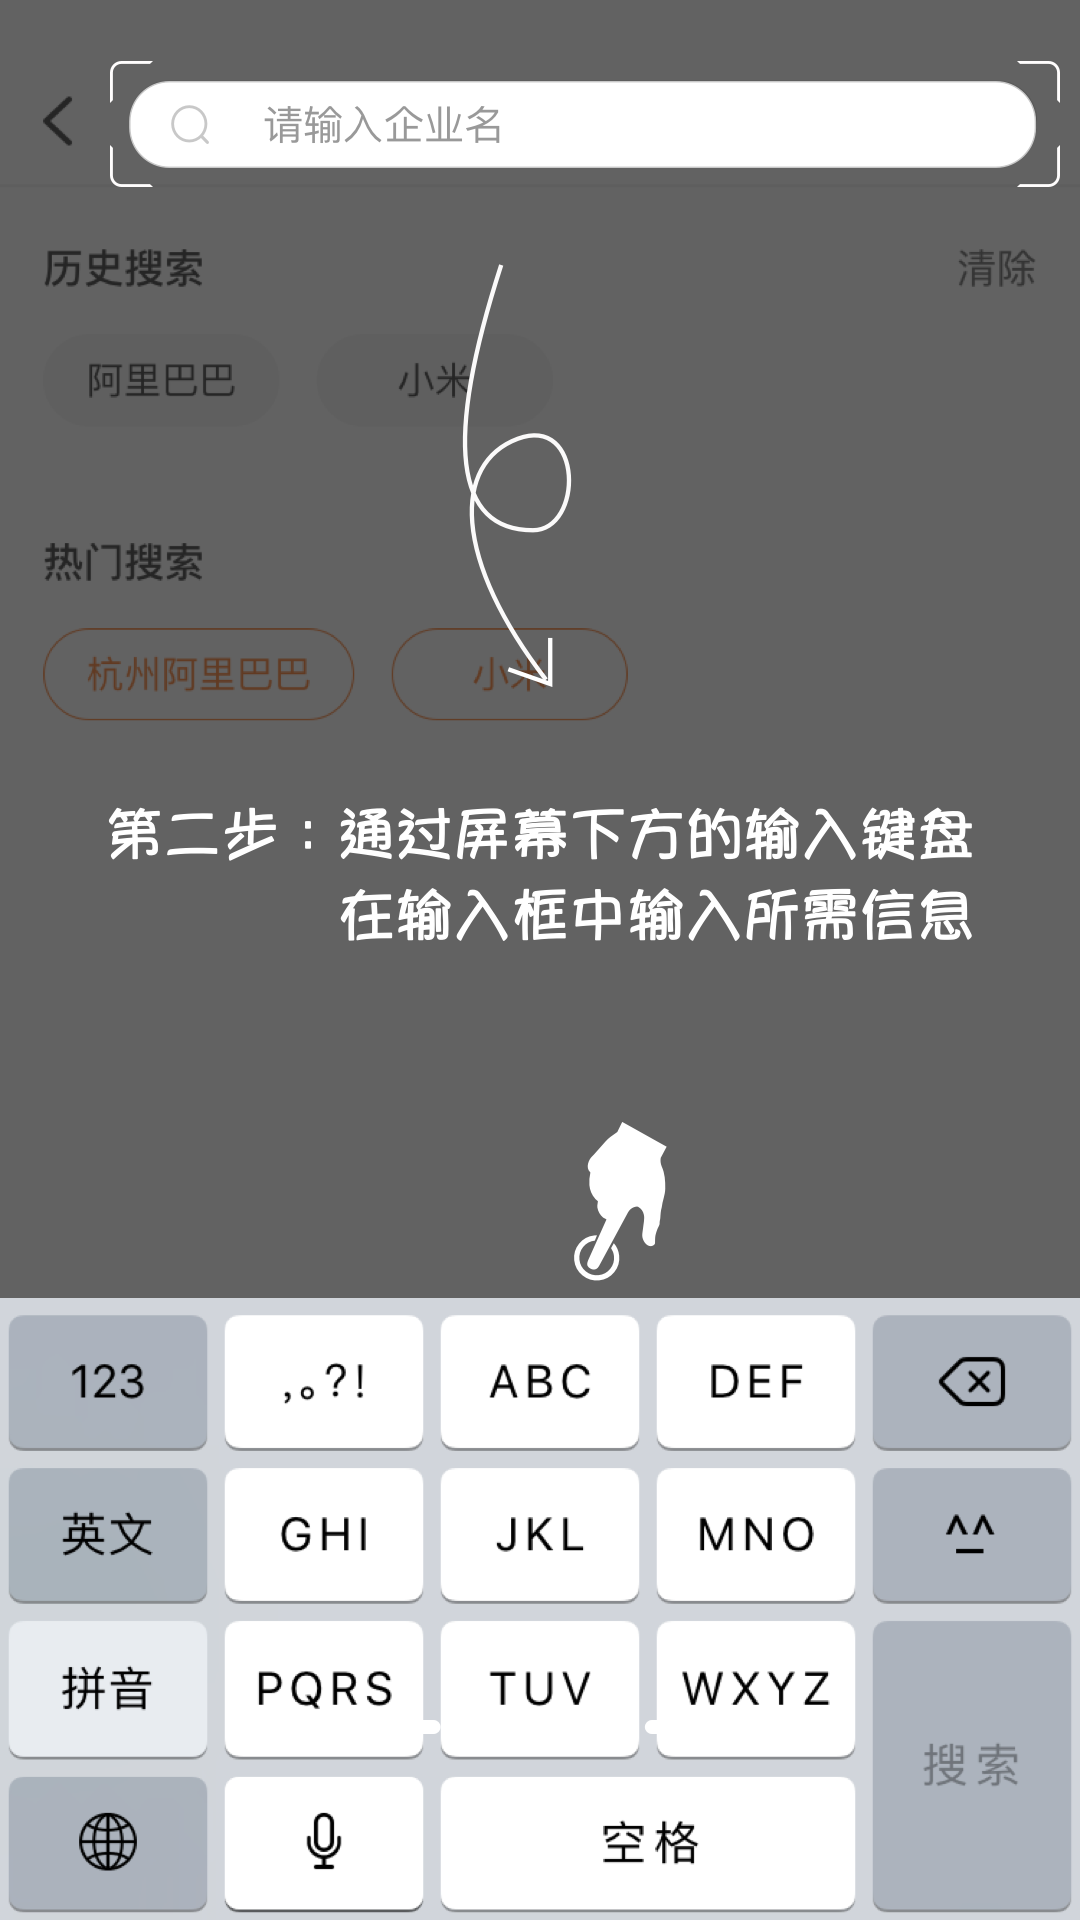 请输入企业名
历史搜索 清除
阿里巴巴 小米
热门搜索
杭州阿里巴巴 小米
第二步：通过屏幕下方的输入键盘
在输入框中输入所需信息
123 ,。?! ABC DEF
英文 GHI JKL MNO ^^
拼音 PQRS TUV WXYZ
搜索
空格